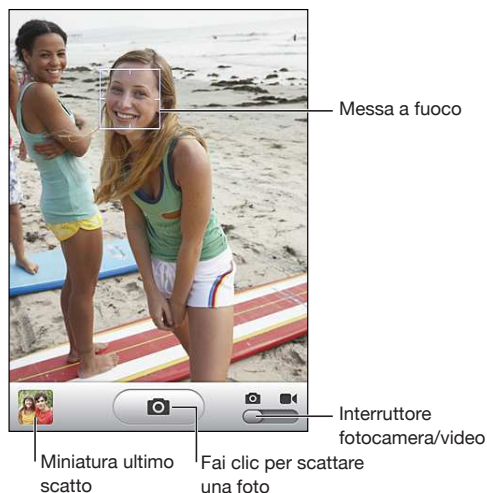 Messa a fuoco
Interruttore
fotocamera/video
Miniatura ultimo
scatto
Fai clic per scattare
una foto